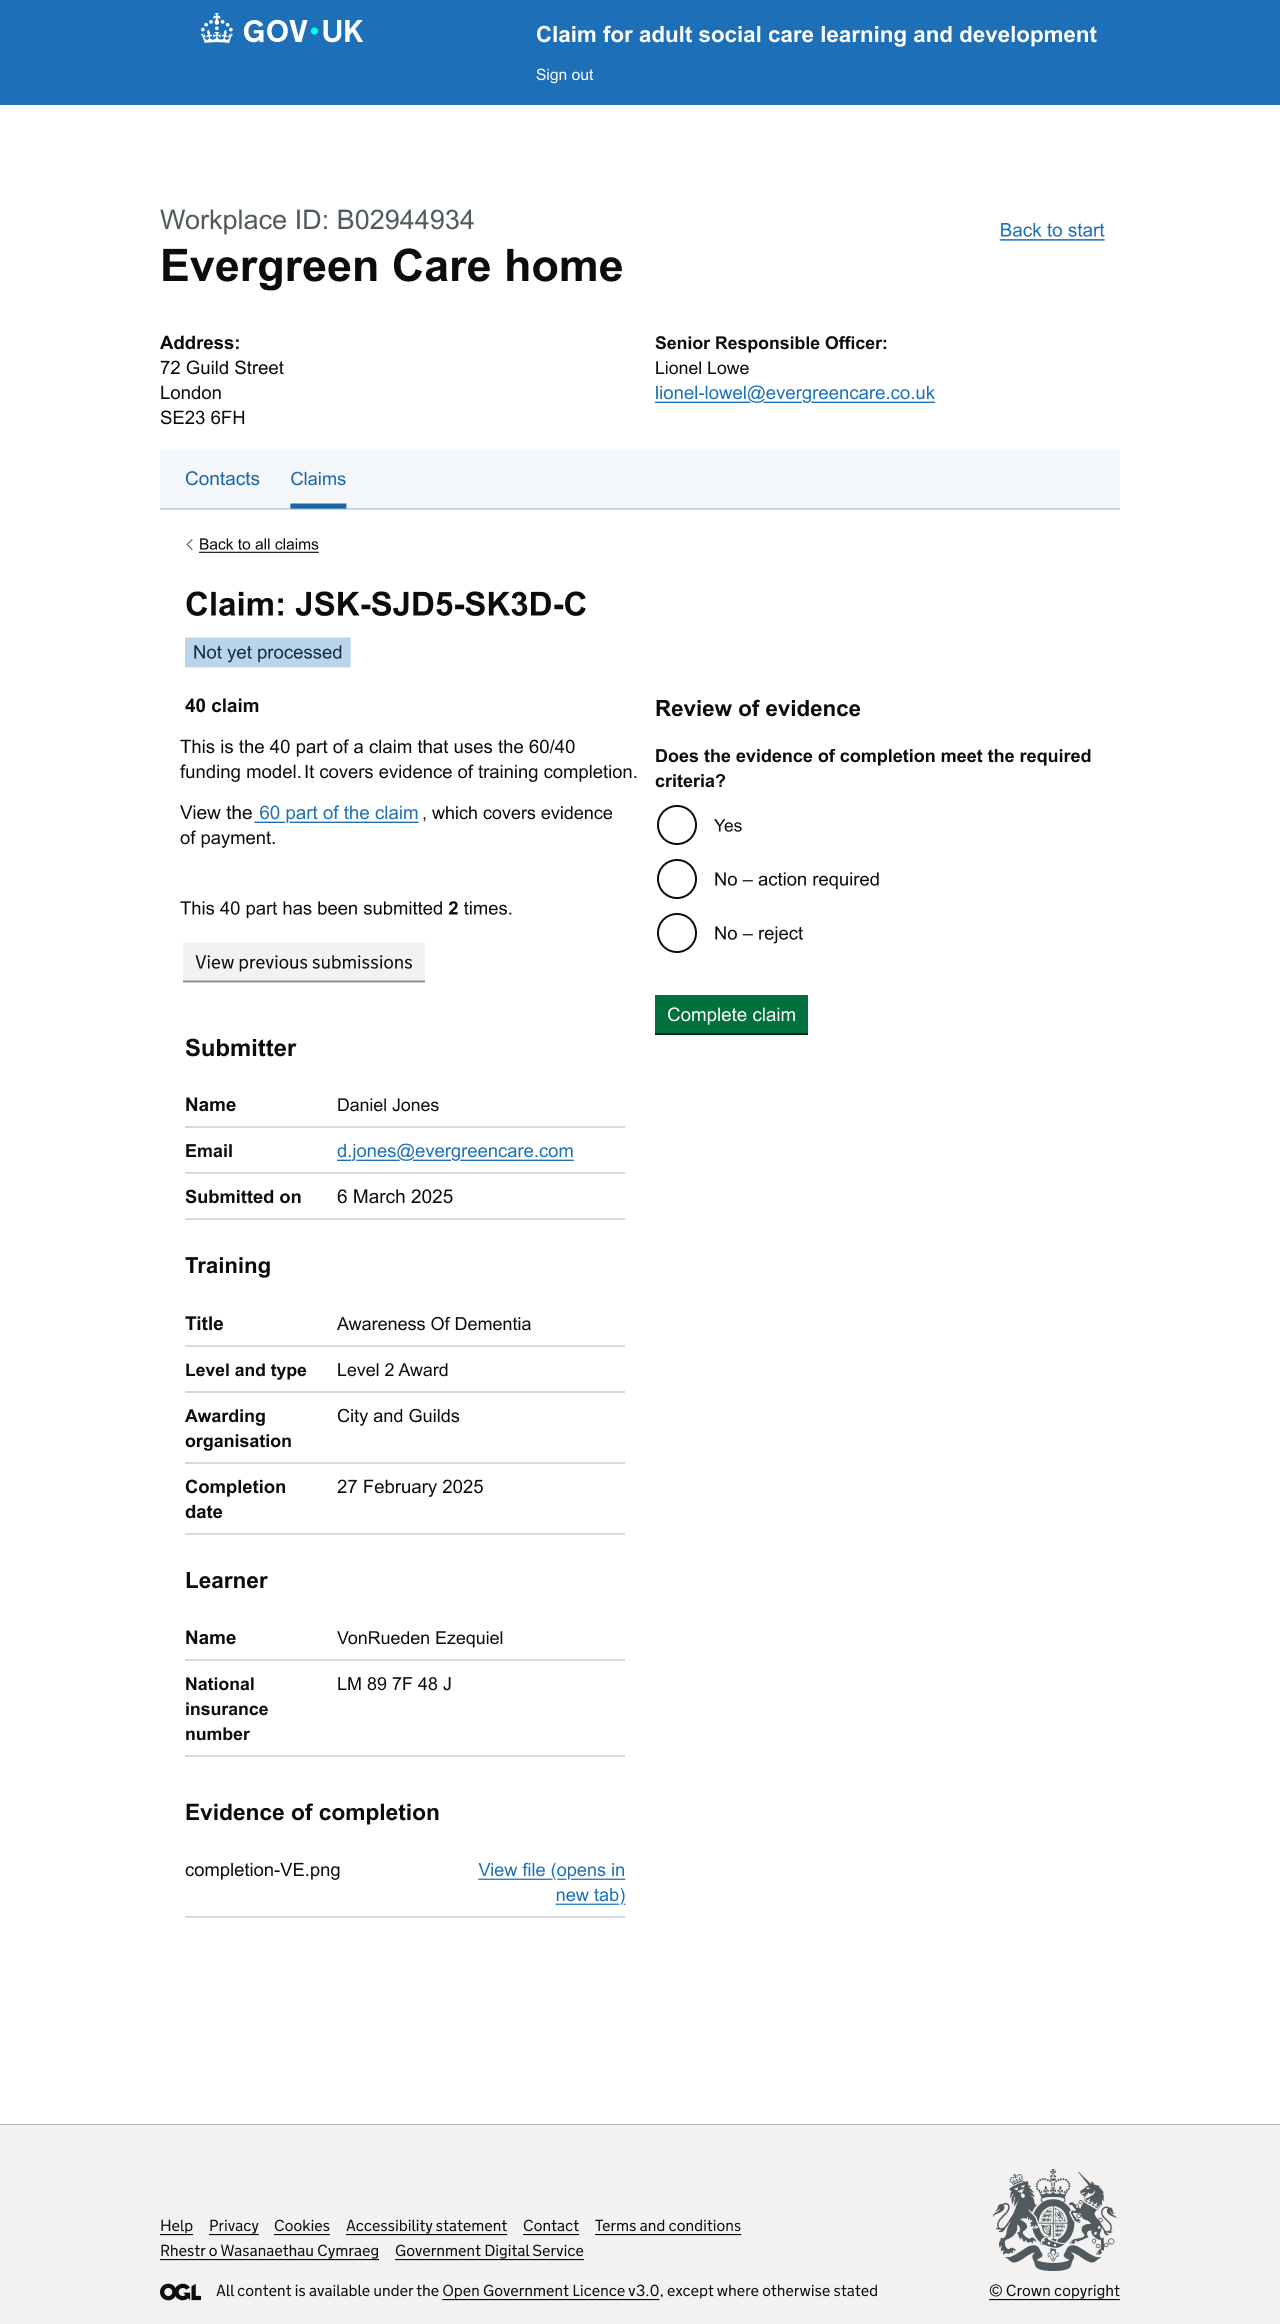 GOV·UK
Claim for adult social care learning and development
Sign out
Workplace ID: B02944934
Back to start
Evergreen Care home
Address:
72 Guild Street
London
SE23 6FH
Senior Responsible Officer:
Lionel Lowe
lionel-lowel@evergreencare.co.uk
Contacts
Claims
Back to all claims
Claim: JSK-SJD5-SK3D-C
Not yet processed
40 claim
This is the 40 part of a claim that uses the 60/40
funding model. It covers evidence of training completion.
View the 60 part of the claim , which covers evidence
of payment.
This 40 part has been submitted 2 times.
View previous submissions
Review of evidence
Does the evidence of completion meet the required
criteria?
Yes
No – action required
No – reject
Complete claim
Submitter
Name Daniel Jones
Email d.jones@evergreencare.com
Submitted on 6 March 2025
Training
Title Awareness Of Dementia
Level and type Level 2 Award
Awarding City and Guilds
organisation
Completion 27 February 2025
date
Learner
Name VonRueden Ezequiel
National LM 89 7F 48 J
insurance
number
Evidence of completion
completion-VE.png View file (opens in
new tab)
Help Privacy Cookies Accessibility statement Contact Terms and conditions
Rhestr o Wasanaethau Cymraeg Government Digital Service
OGL All content is available under the Open Government Licence v3.0, except where otherwise stated
© Crown copyright